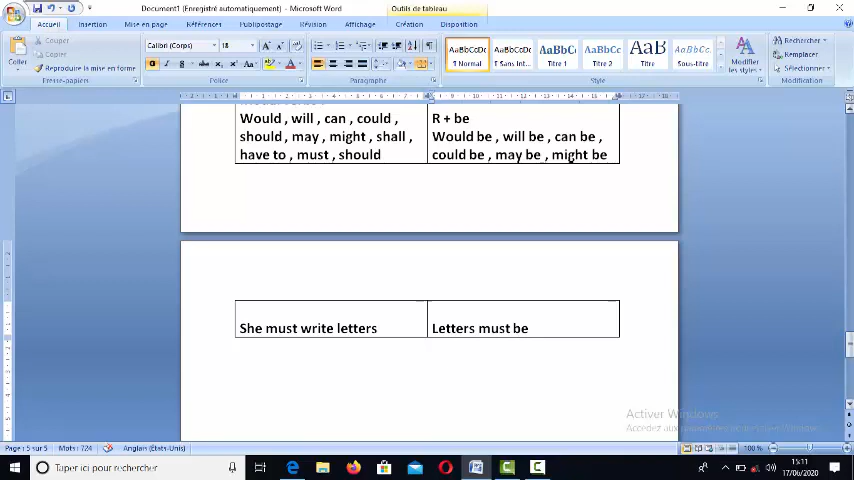 Document1 (Enregistré automatiquement) - Microsoft Word
Outils de tableau
Accueil Insertion Mise en page Références Publipostage Révision Affichage Création Disposition
Coller
Couper
Copier
Reproduire la mise en forme
Presse-papiers
Calibri (Corps) 18
Police
Paragraphe
AaBbCcDc AaBbCcDc AaBbC AaBbCc AaB AaBbCc
¶ Normal ¶ Sans Int... Titre 1 Titre 2 Titre Sous-titre
Style
Modifier
les styles
Rechercher
Remplacer
Sélectionner
Modification
Would , will , can , could ,
should , may , might , shall ,
have to , must , should
R + be
Would be , will be , can be ,
could be , may be , might be
She must write letters
Letters must be
Activer Windows
Page : 5 sur 5 Mots : 724 Anglais (États-Unis) 100 %
Taper ici pour rechercher
15:11
17/06/2020